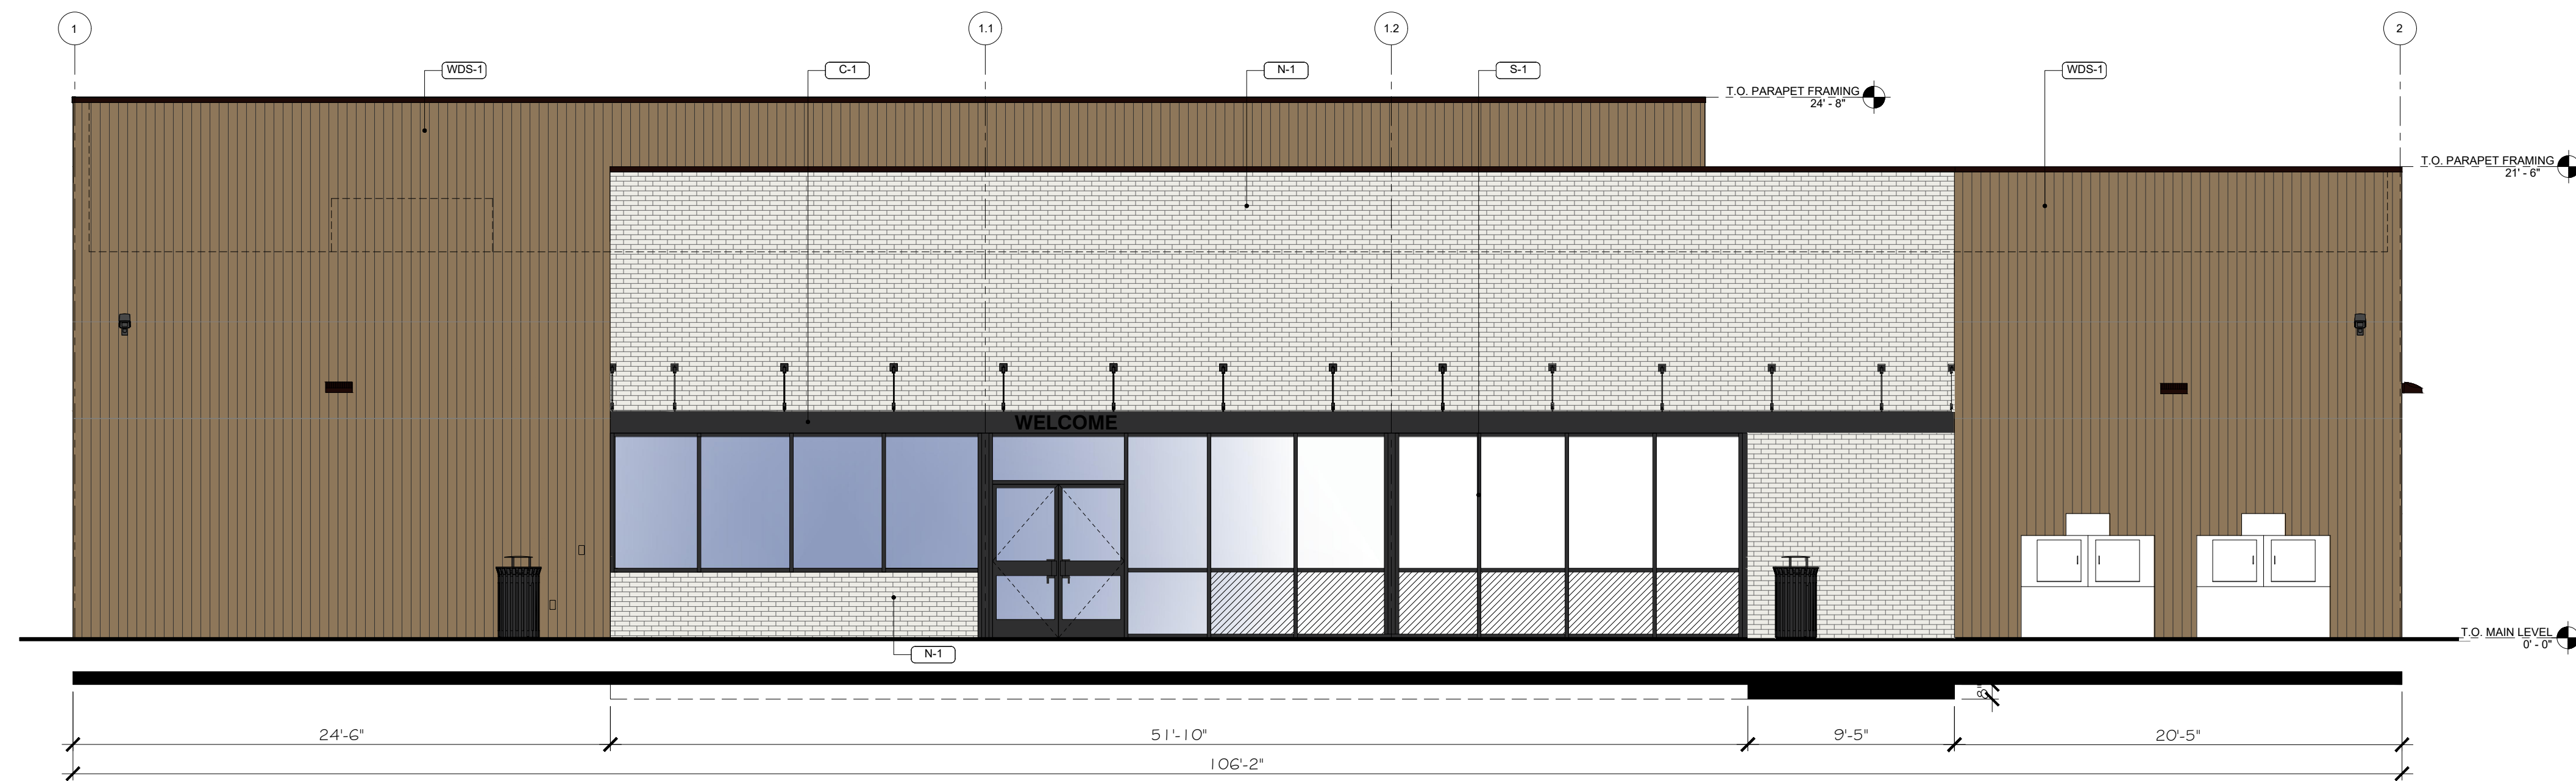 1
1.1
1.2
2
WDS-1
C-1
N-1
S-1
WDS-1
T.O. PARAPET FRAMING
24' - 8"
T.O. PARAPET FRAMING
21' - 6"
WELCOME
T.O. MAIN LEVEL
0' - 0"
N-1
8"
24'-6"
51'-10"
9'-5"
20'-5"
106'-2"